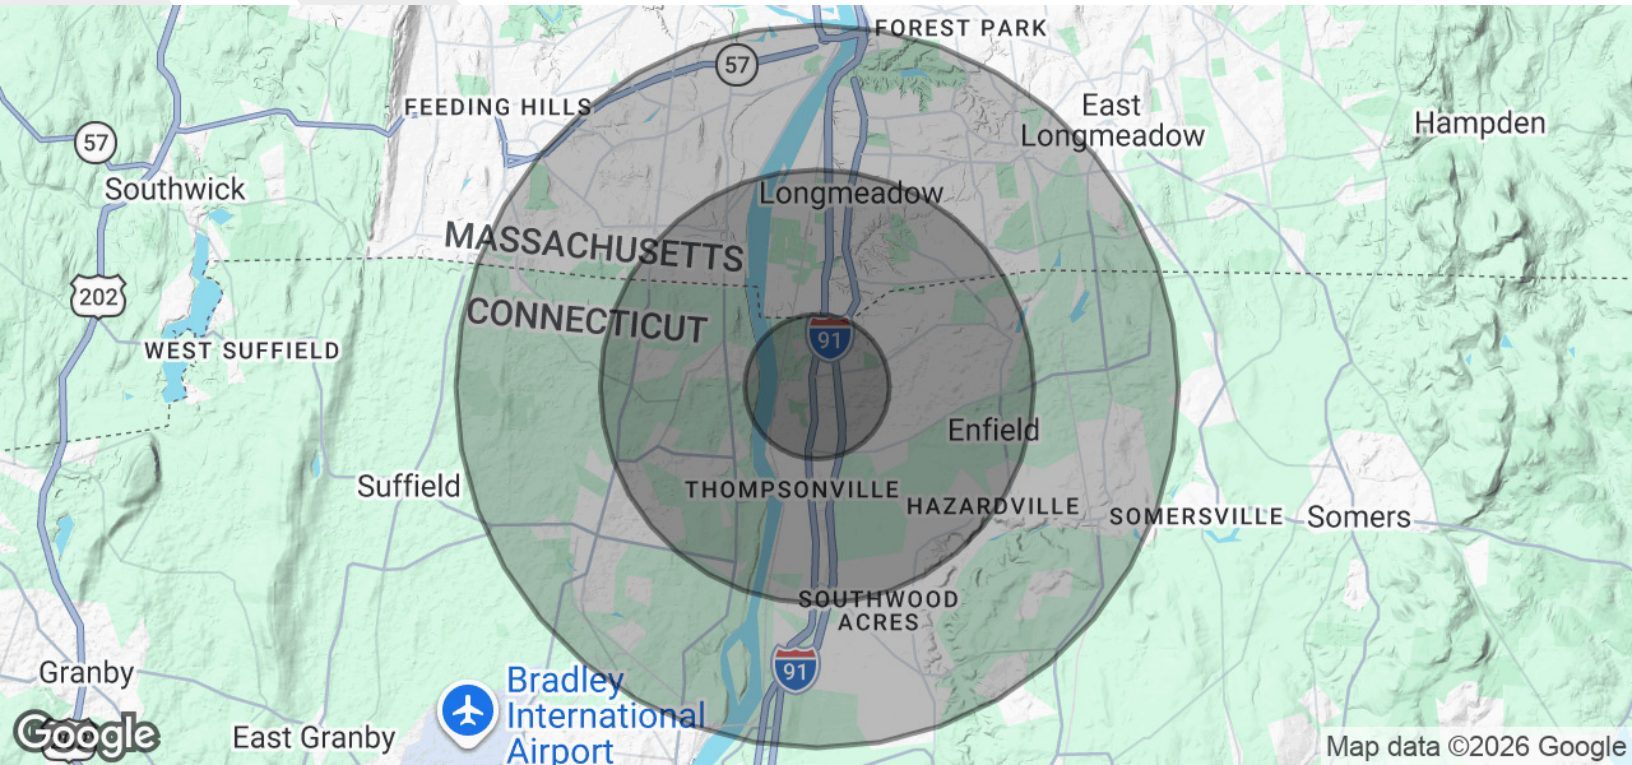 FOREST PARK
57
FEEDING HILLS
East
Longmeadow
Hampden
57
Southwick
Longmeadow
MASSACHUSETTS
202
CONNECTICUT
91
WEST SUFFIELD
Enfield
Suffield
THOMPSONVILLE
HAZARDVILLE
SOMERSVILLE
Somers
SOUTHWOOD
ACRES
91
Granby
Bradley
International
Airport
East Granby
Google
Map data ©2026 Google